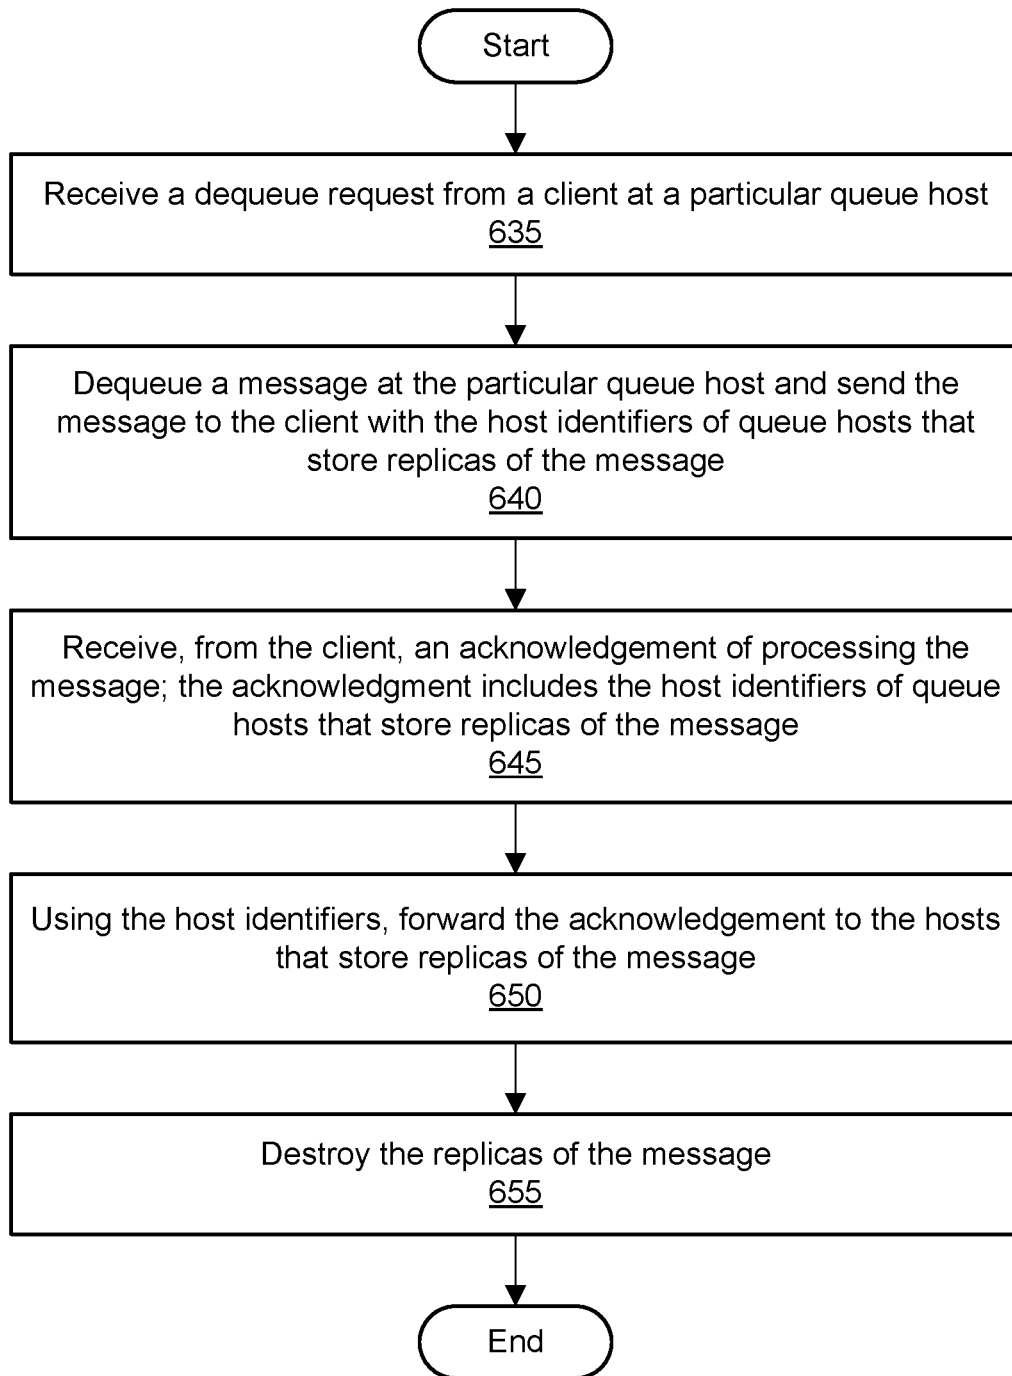 Start
Receive a dequeue request from a client at a particular queue host
635
Dequeue a message at the particular queue host and send the
message to the client with the host identifiers of queue hosts that
store replicas of the message
640
Receive, from the client, an acknowledgement of processing the
message; the acknowledgment includes the host identifiers of queue
hosts that store replicas of the message
645
Using the host identifiers, forward the acknowledgement to the hosts
that store replicas of the message
650
Destroy the replicas of the message
655
End